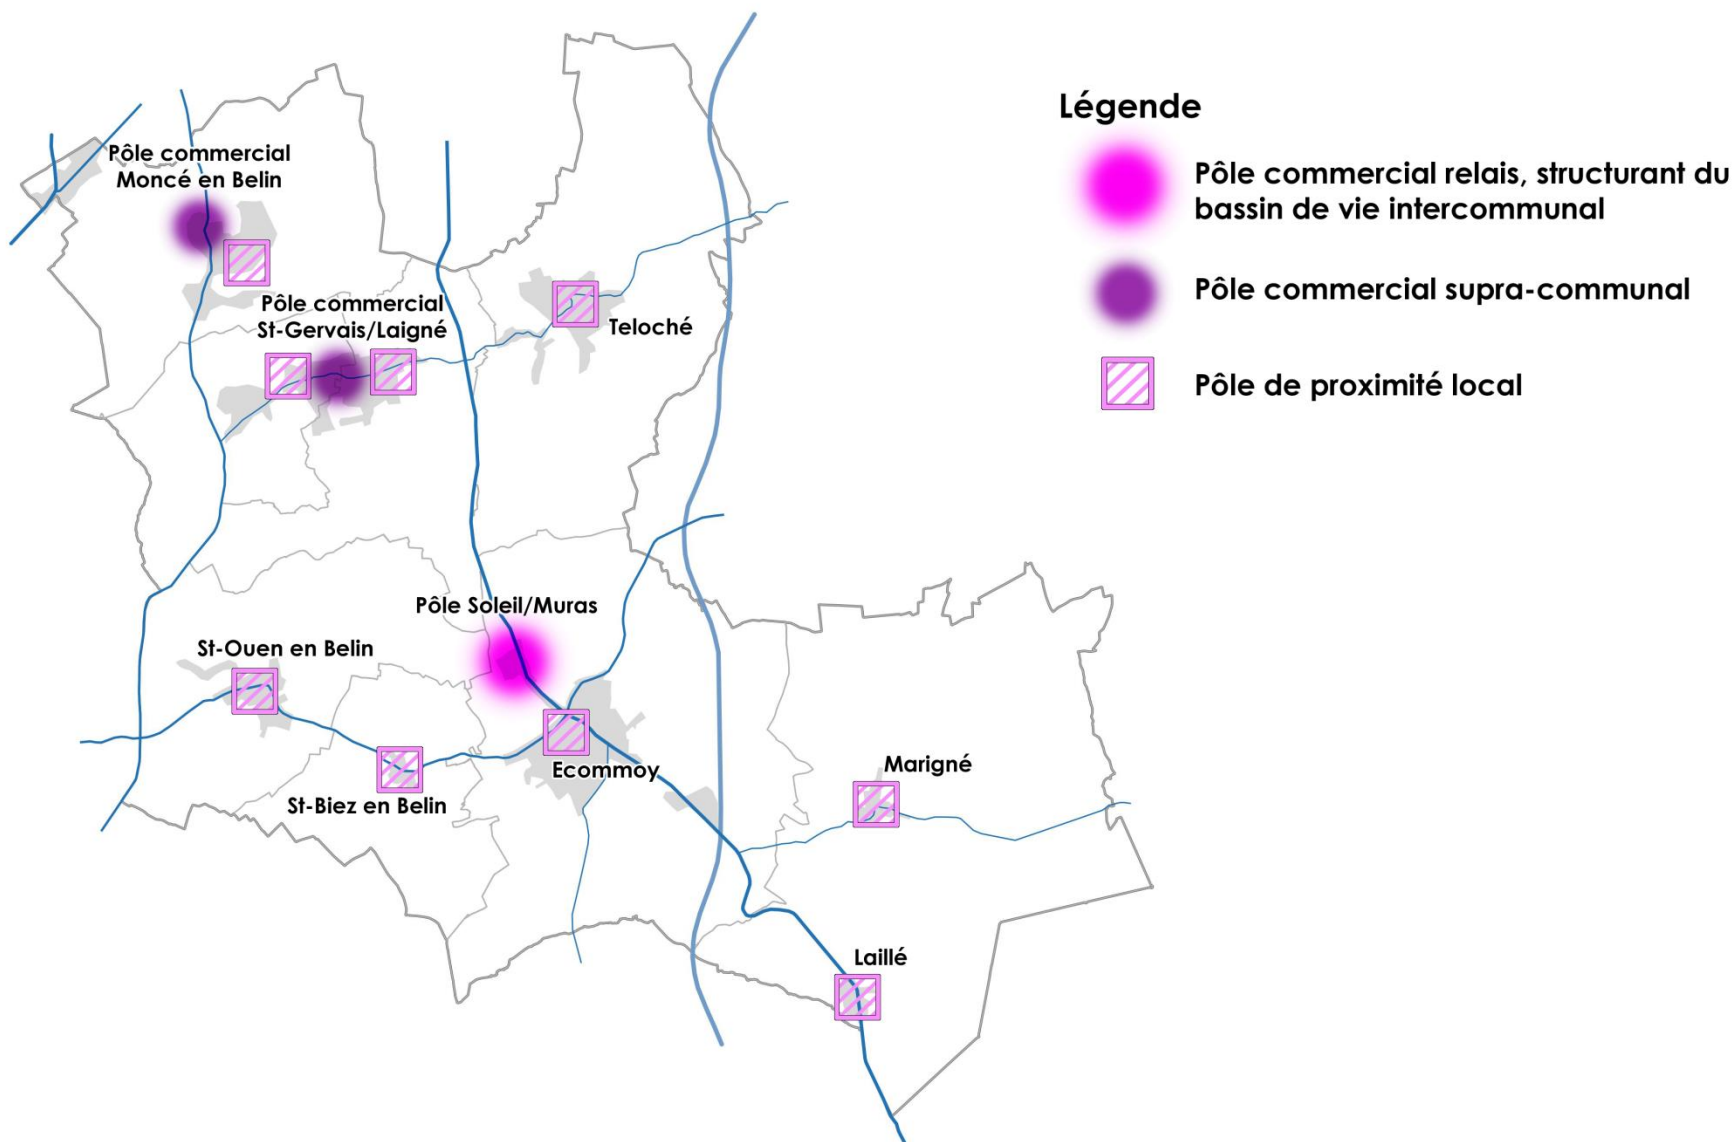 Légende
Pôle commercial relais, structurant du
bassin de vie intercommunal
Pôle commercial supra-communal
Pôle de proximité local
Pôle commercial
Moncé en Belin
Pôle commercial
St-Gervais/Laigné
Teloché
Pôle Soleil/Muras
St-Ouen en Belin
Ecommoy
St-Biez en Belin
Marigné
Laillé